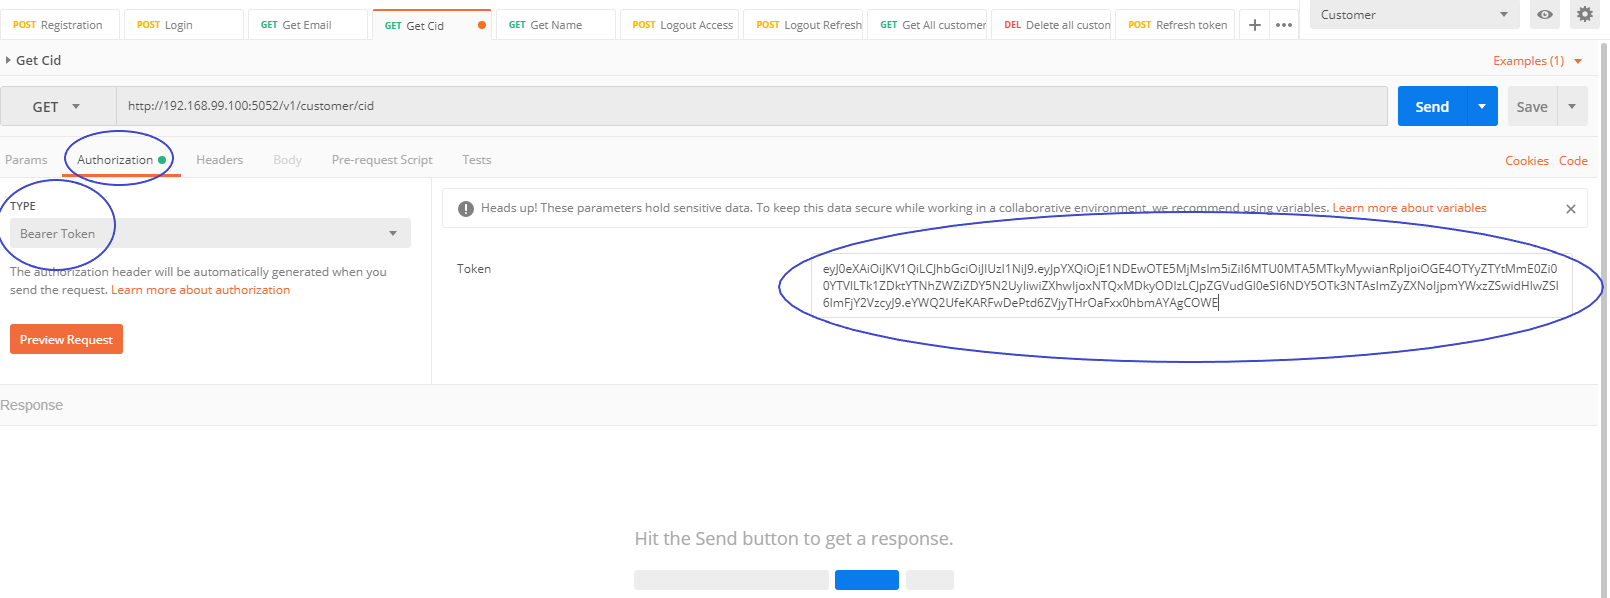 POST Registration POST Login GET Get Email GET Get Cid GET Get Name POST Logout Access POST Logout Refresh GET Get All customer DEL Delete all custon POST Refresh token + ••• Customer
Get Cid Examples (1)
GET http://192.168.99.100:5052/v1/customer/cid Send Save
Params Authorization Headers Body Pre-request Script Tests Cookies Code
TYPE
Heads up! These parameters hold sensitive data. To keep this data secure while working in a collaborative environment, we recommend using variables. Learn more about variables
Bearer Token
The authorization header will be automatically generated when you
send the request. Learn more about authorization
Token
Preview Request
Response
Hit the Send button to get a response.